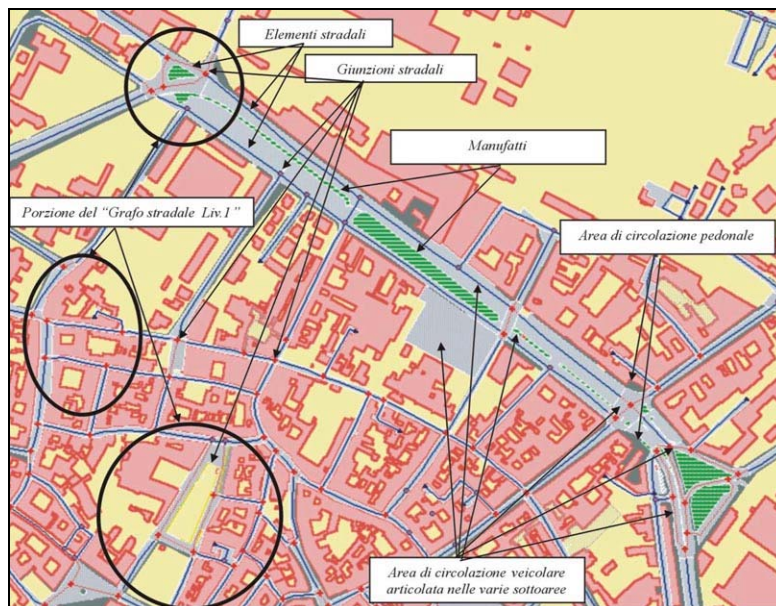 Elementi stradali
Giunzioni stradali
Manufatti
Porzione del “Grafo stradale Liv.1”
Area di circolazione pedonale
Area di circolazione veicolare
articolata nelle varie sottoaree